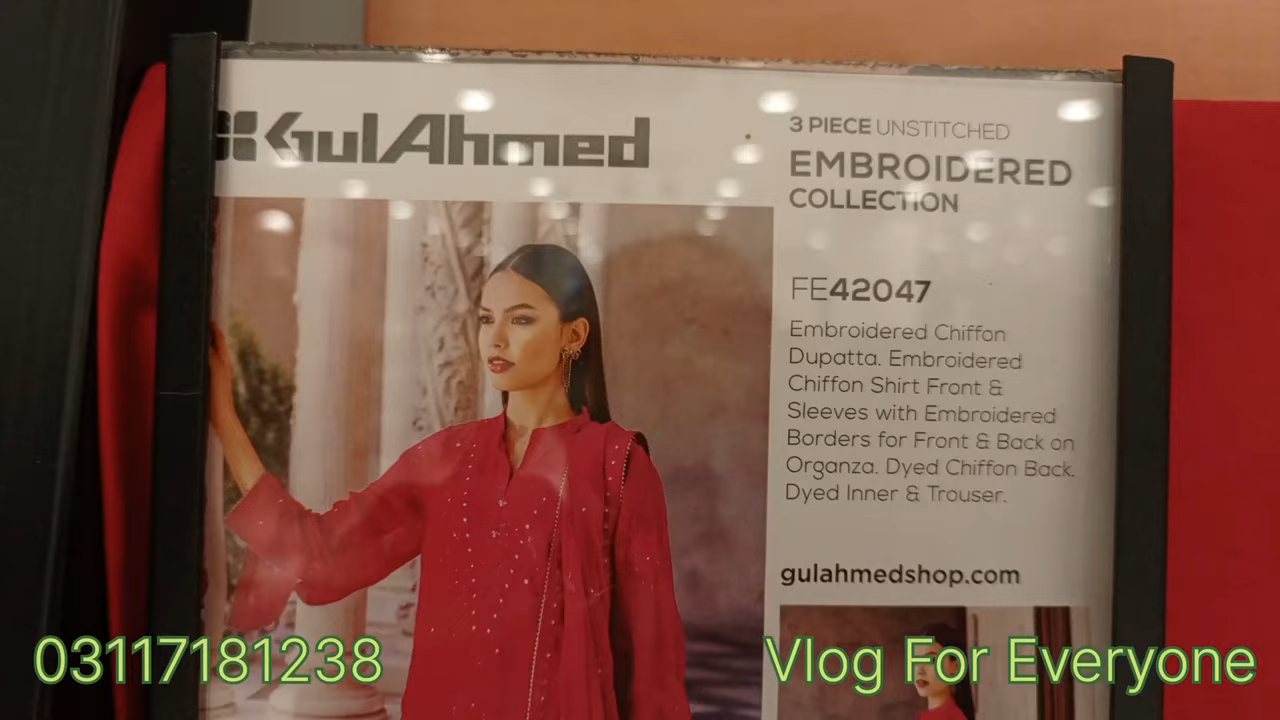 GulAhmed
3 PIECE UNSTITCHED
EMBROIDERED
COLLECTION
FE42047
Embroidered Chiffon
Dupatta. Embroidered
Chiffon Shirt Front &
Sleeves with Embroidered
Borders for Front & Back on
Organza. Dyed Chiffon Back.
Dyed Inner & Trouser.
gulahmedshop.com
03117181238
Vlog For Everyone